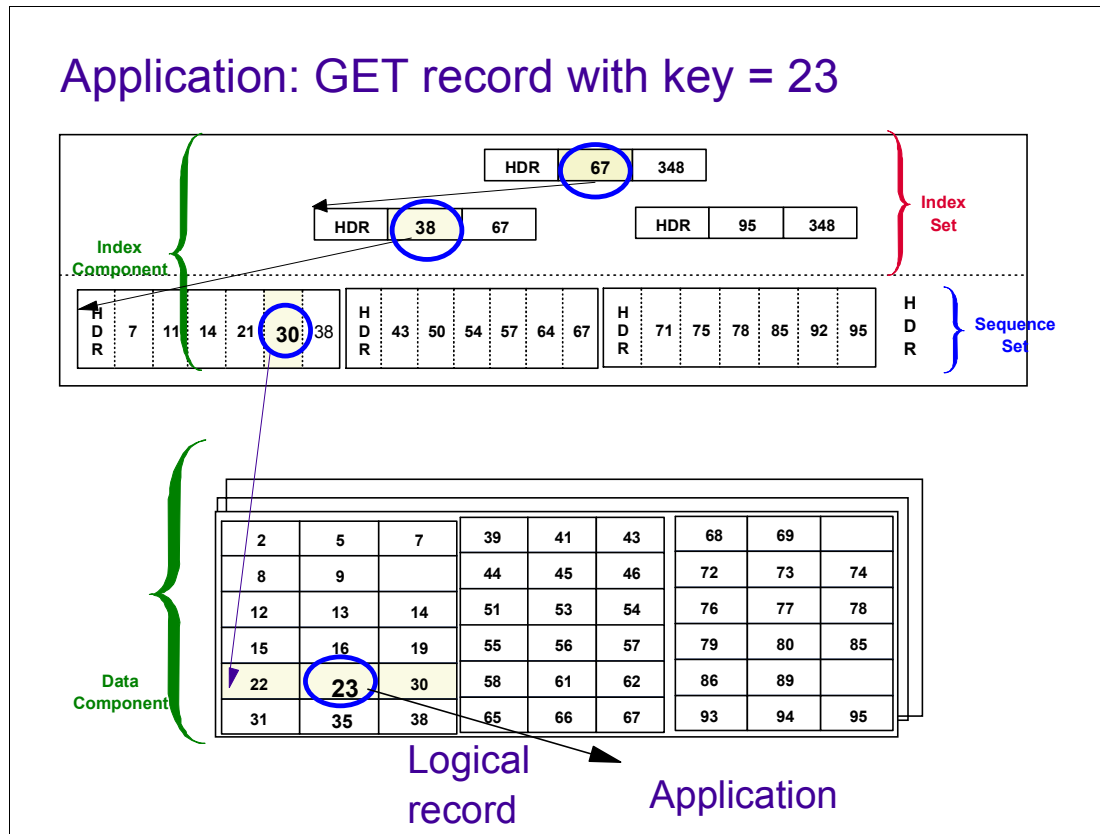 Application: GET record with key = 23
HDR 67 348
HDR 38 67
HDR 95 348
Index
Set
Index
Component
H
D
R
7 11 14 21 30 38
H
D
R
43 50 54 57 64 67
H
D
R
71 75 78 85 92 95
H
D
R
Sequence
Set
2 5 7
8 9
12 13 14
15 16 19
22 23 30
31 35 38
39 41 43
44 45 46
51 53 54
55 56 57
58 61 62
65 66 67
68 69
72 73 74
76 77 78
79 80 85
86 89
93 94 95
Data
Component
Logical
record
Application